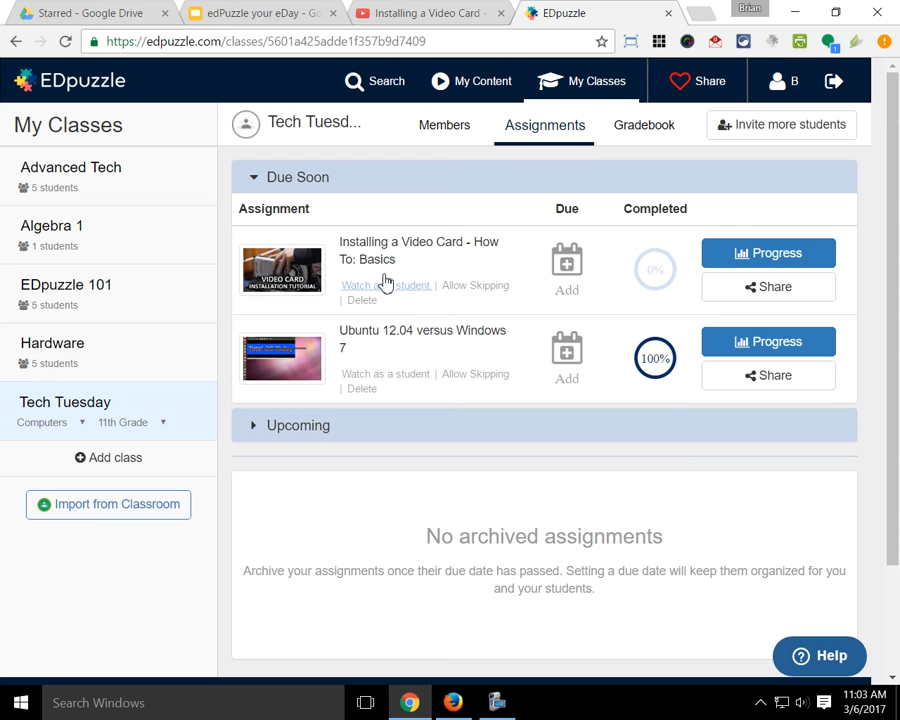 Starred - Google Drive
edPuzzle your eDay - Go
Installing a Video Card -
EDpuzzle
Brian
https://edpuzzle.com/classes/5601a425adde1f357b9d7409
1
EDpuzzle
Search
My Content
My Classes
Share
B
My Classes
Tech Tuesd...
Members
Assignments
Gradebook
Invite more students
Advanced Tech
5 students
Algebra 1
1 students
EDpuzzle 101
5 students
Hardware
5 students
Tech Tuesday
Computers
11th Grade
Add class
Import from Classroom
Due Soon
Assignment
Due
Completed
VIDEO CARD
INSTALLATION TUTORIAL
Installing a Video Card - How
To: Basics
Watch as a student | Allow Skipping
| Delete
Add
0%
Progress
Share
Ubuntu 12.04 versus Windows
7
Watch as a student | Allow Skipping
| Delete
Add
100%
Progress
Share
Upcoming
No archived assignments
Archive your assignments once their due date has passed. Setting a due date will keep them organized for you
and your students.
Help
Search Windows
11:03 AM
3/6/2017